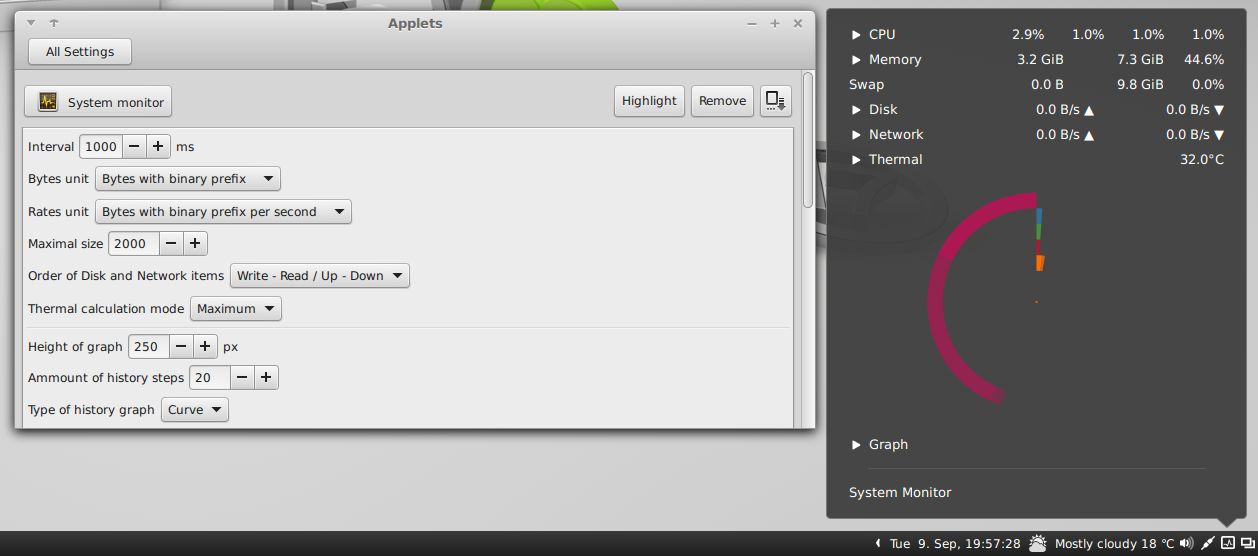 Applets
All Settings
System monitor Highlight Remove
Interval 1000 ms
Bytes unit Bytes with binary prefix
Rates unit Bytes with binary prefix per second
Maximal size 2000
Order of Disk and Network items Write - Read / Up - Down
Thermal calculation mode Maximum
Height of graph 250 px
Ammount of history steps 20
Type of history graph Curve
CPU 2.9% 1.0% 1.0% 1.0%
Memory 3.2 GiB 7.3 GiB 44.6%
Swap 0.0 B 9.8 GiB 0.0%
Disk 0.0 B/s ▲ 0.0 B/s ▼
Network 0.0 B/s ▲ 0.0 B/s ▼
Thermal 32.0°C
Graph
System Monitor
Tue 9. Sep, 19:57:28 Mostly cloudy 18 °C